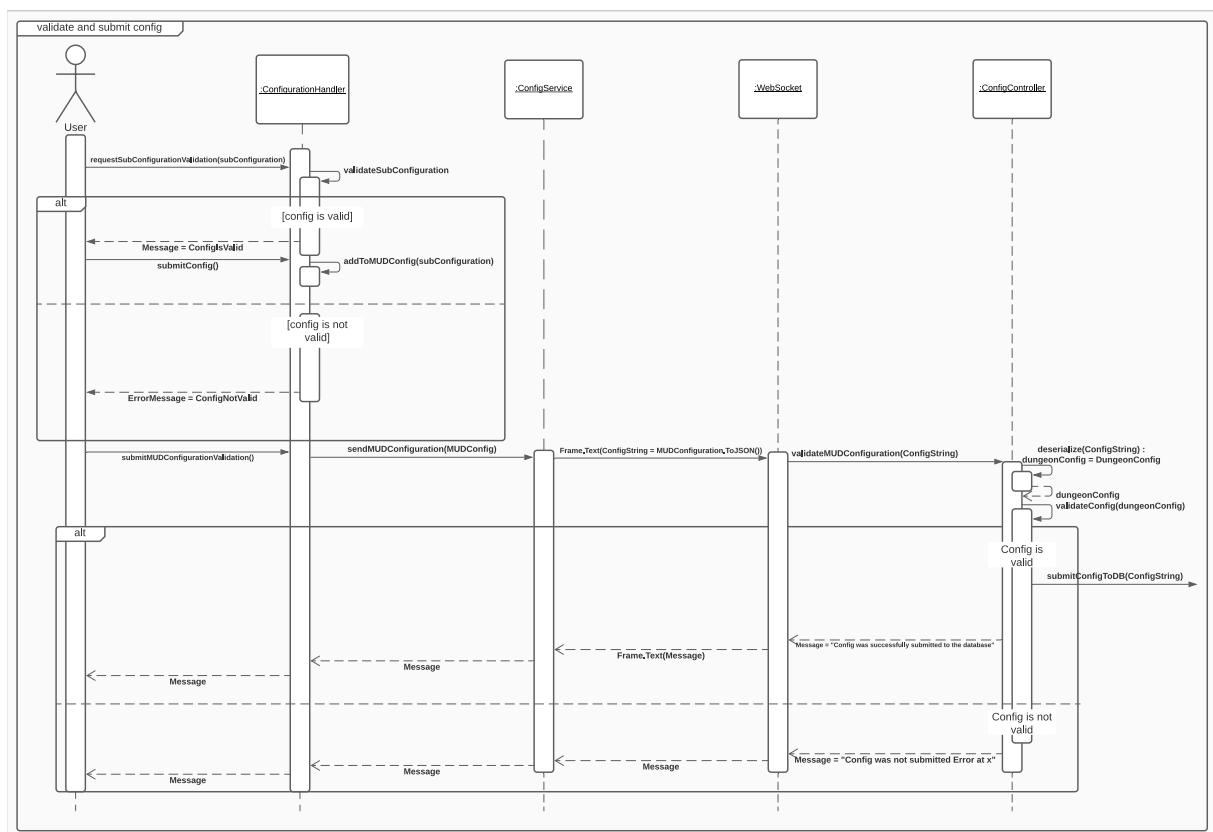 validate and submit config
:ConfigurationHandler
:ConfigService
:WebSocket
:ConfigController
User
requestSubConfigurationValidation(subConfiguration)
validateSubConfiguration
alt
[config is valid]
Message = ConfigIsValid
submitConfig()
addToMUDConfig(subConfiguration)
[config is not
valid]
ErrorMessage = ConfigNotValid
submitMUDConfigurationValidation()
sendMUDConfiguration(MUDConfig)
Frame.Text(ConfigString = MUDConfiguration.ToJSON())
validateMUDConfiguration(ConfigString)
deserialize(ConfigString) :
dungeonConfig = DungeonConfig
dungeonConfig
validateConfig(dungeonConfig)
alt
Config is
valid
submitConfigToDB(ConfigString)
Message = "Config was successfully submitted to the database"
Frame.Text(Message)
Message
Message
Config is not
valid
Message = "Config was not submitted Error at x"
Message
Message
Message